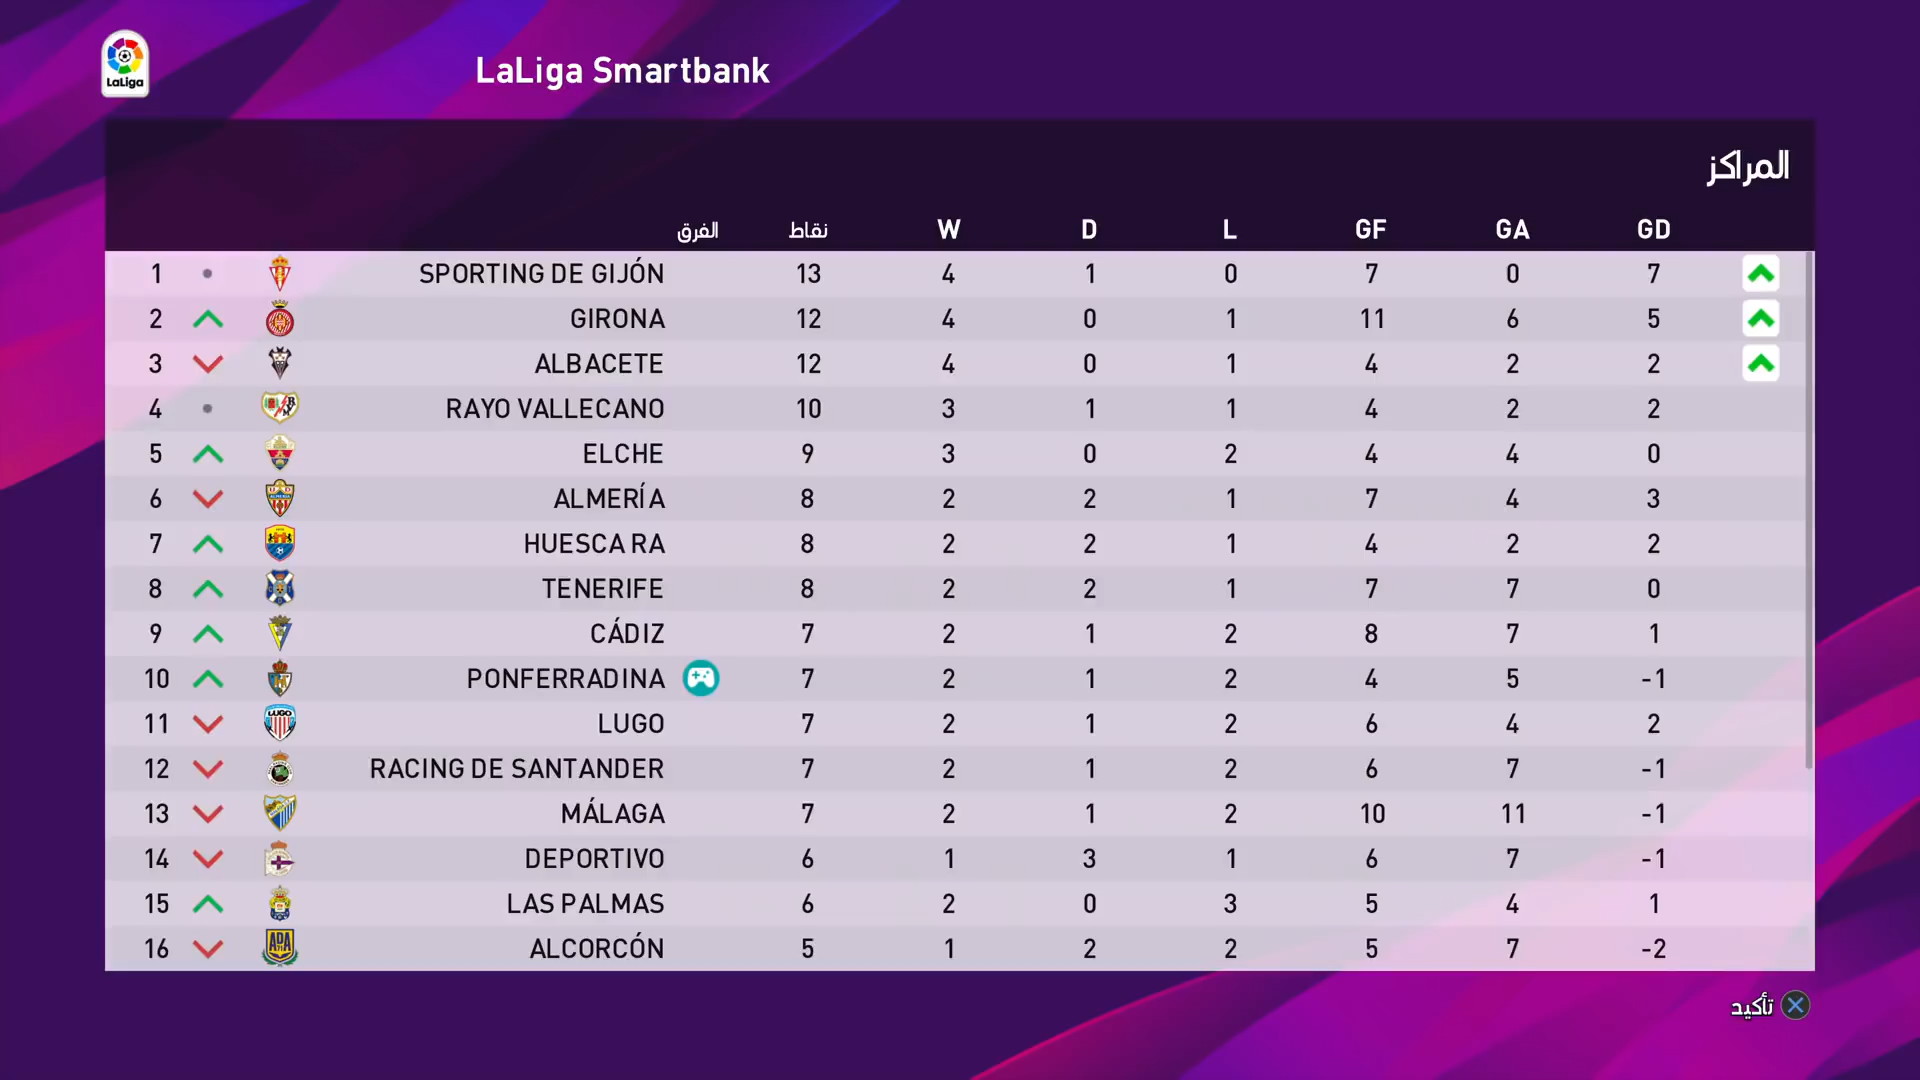 LaLiga
LaLiga Smartbank
المراكز
الفرق نقاط W D L GF GA GD
1 SPORTING DE GIJÓN 13 4 1 0 7 0 7
2 GIRONA 12 4 0 1 11 6 5
3 ALBACETE 12 4 0 1 4 2 2
4 RAYO VALLECANO 10 3 1 1 4 2 2
5 ELCHE 9 3 0 2 4 4 0
6 ALMERÍA 8 2 2 1 7 4 3
7 HUESCA RA 8 2 2 1 4 2 2
8 TENERIFE 8 2 2 1 7 7 0
9 CÁDIZ 7 2 1 2 8 7 1
10 PONFERRADINA 7 2 1 2 4 5 -1
11 LUGO 7 2 1 2 6 4 2
12 RACING DE SANTANDER 7 2 1 2 6 7 -1
13 MÁLAGA 7 2 1 2 10 11 -1
14 DEPORTIVO 6 1 3 1 6 7 -1
15 LAS PALMAS 6 2 0 3 5 4 1
16 ALCORCÓN 5 1 2 2 5 7 -2
تأكيد